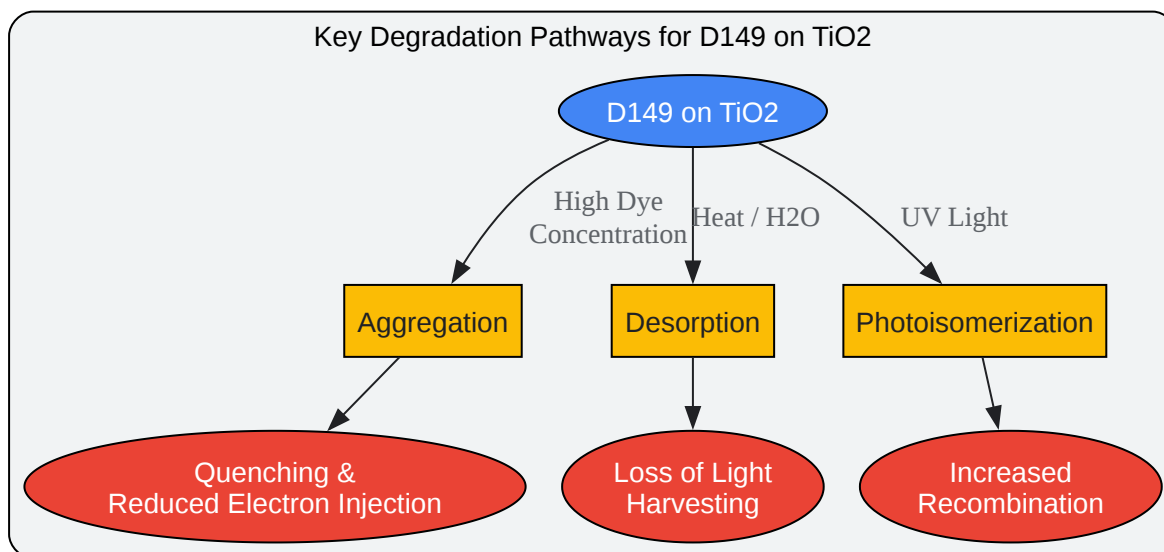 Key Degradation Pathways for D149 on TiO2
D149 on TiO2
High Dye
Concentration
Heat / H2O
UV Light
Aggregation
Desorption
Photoisomerization
Quenching &
Reduced Electron Injection
Loss of Light
Harvesting
Increased
Recombination